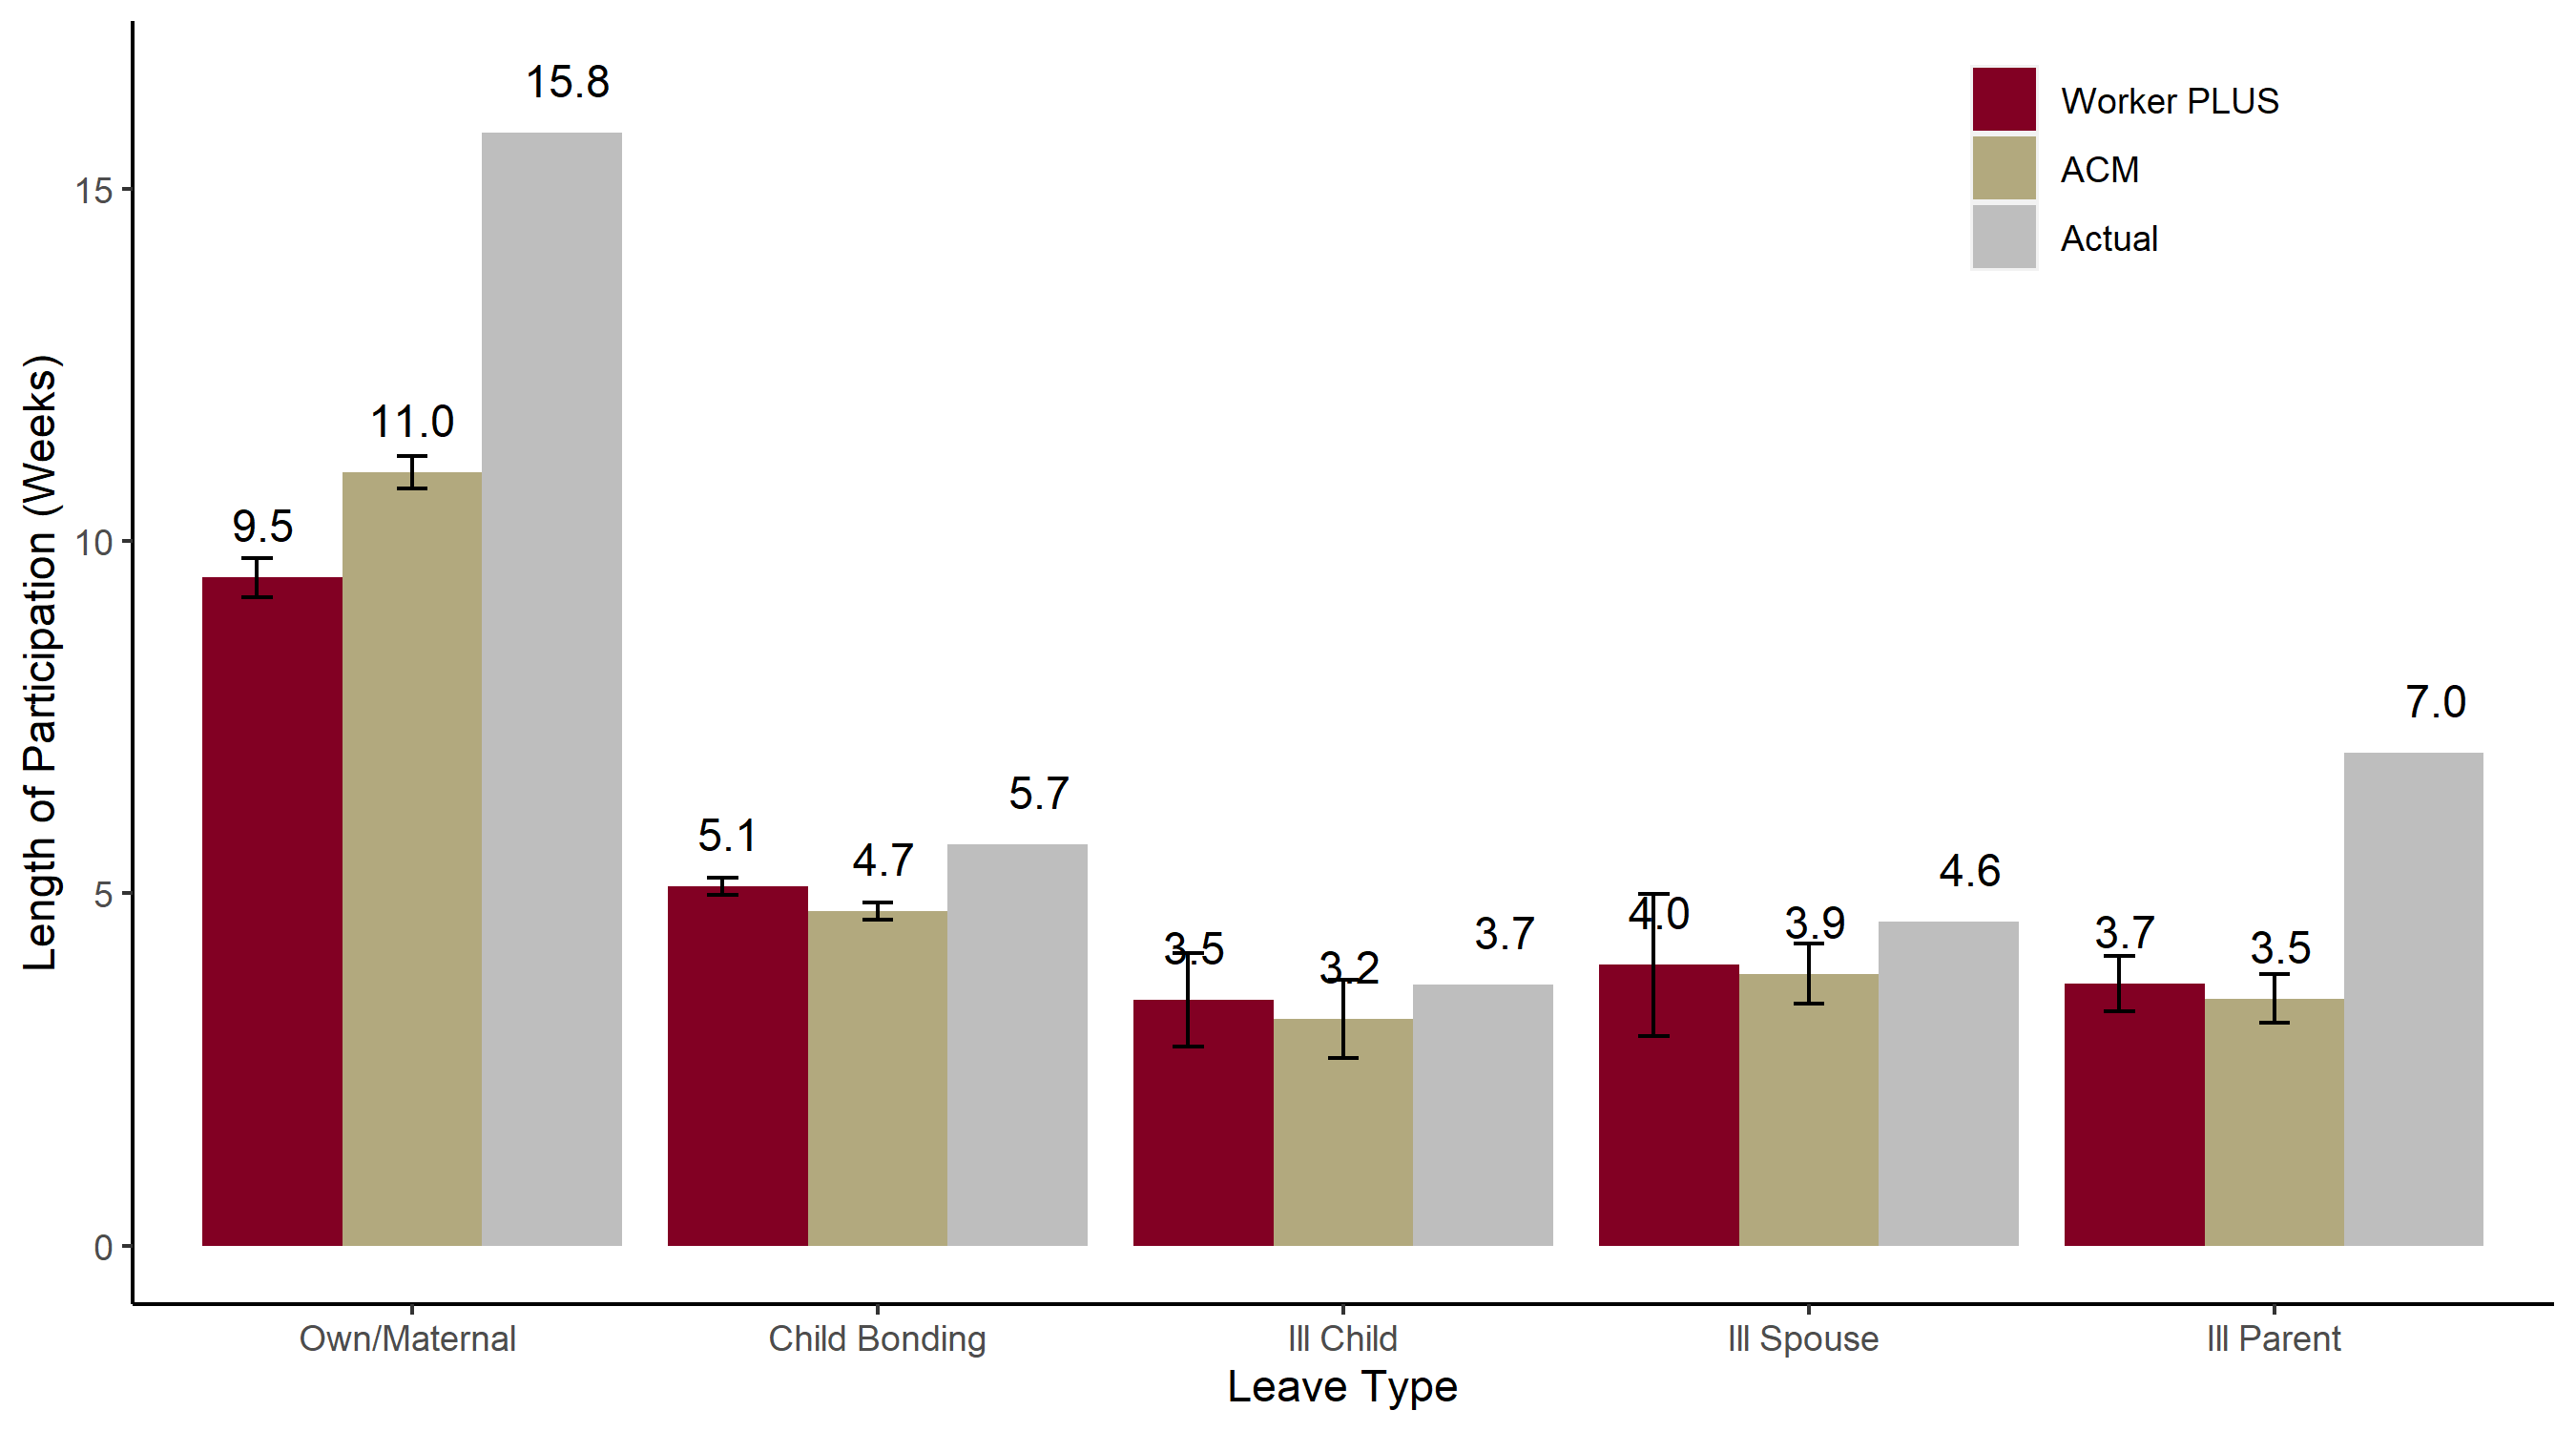 Worker PLUS
ACM
Actual
Length of Participation (Weeks)
15
10
5
0
9.5
11.0
15.8
5.1
4.7
5.7
3.5
3.2
3.7
4.0
3.9
4.6
3.7
3.5
7.0
Own/Maternal
Child Bonding
Ill Child
Ill Spouse
Ill Parent
Leave Type